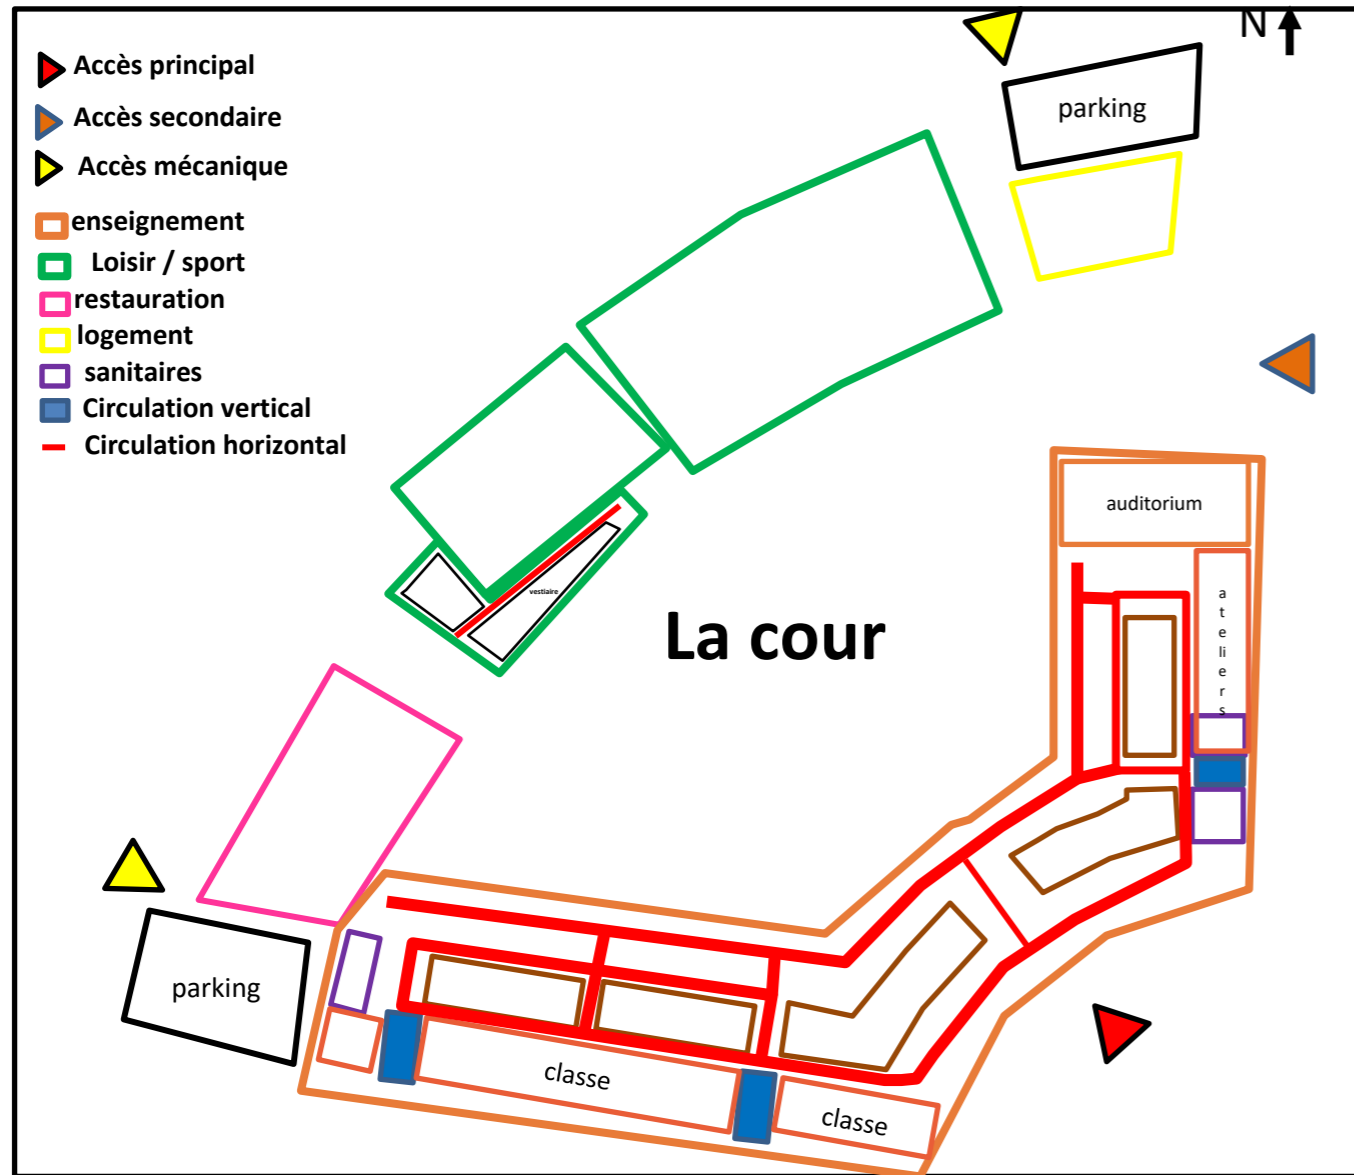 N
Accès principal
Accès secondaire
Accès mécanique
enseignement
Loisir / sport
restauration
logement
sanitaires
Circulation vertical
Circulation horizontal
parking
auditorium
ateliers
vestiaire
La cour
parking
classe
classe